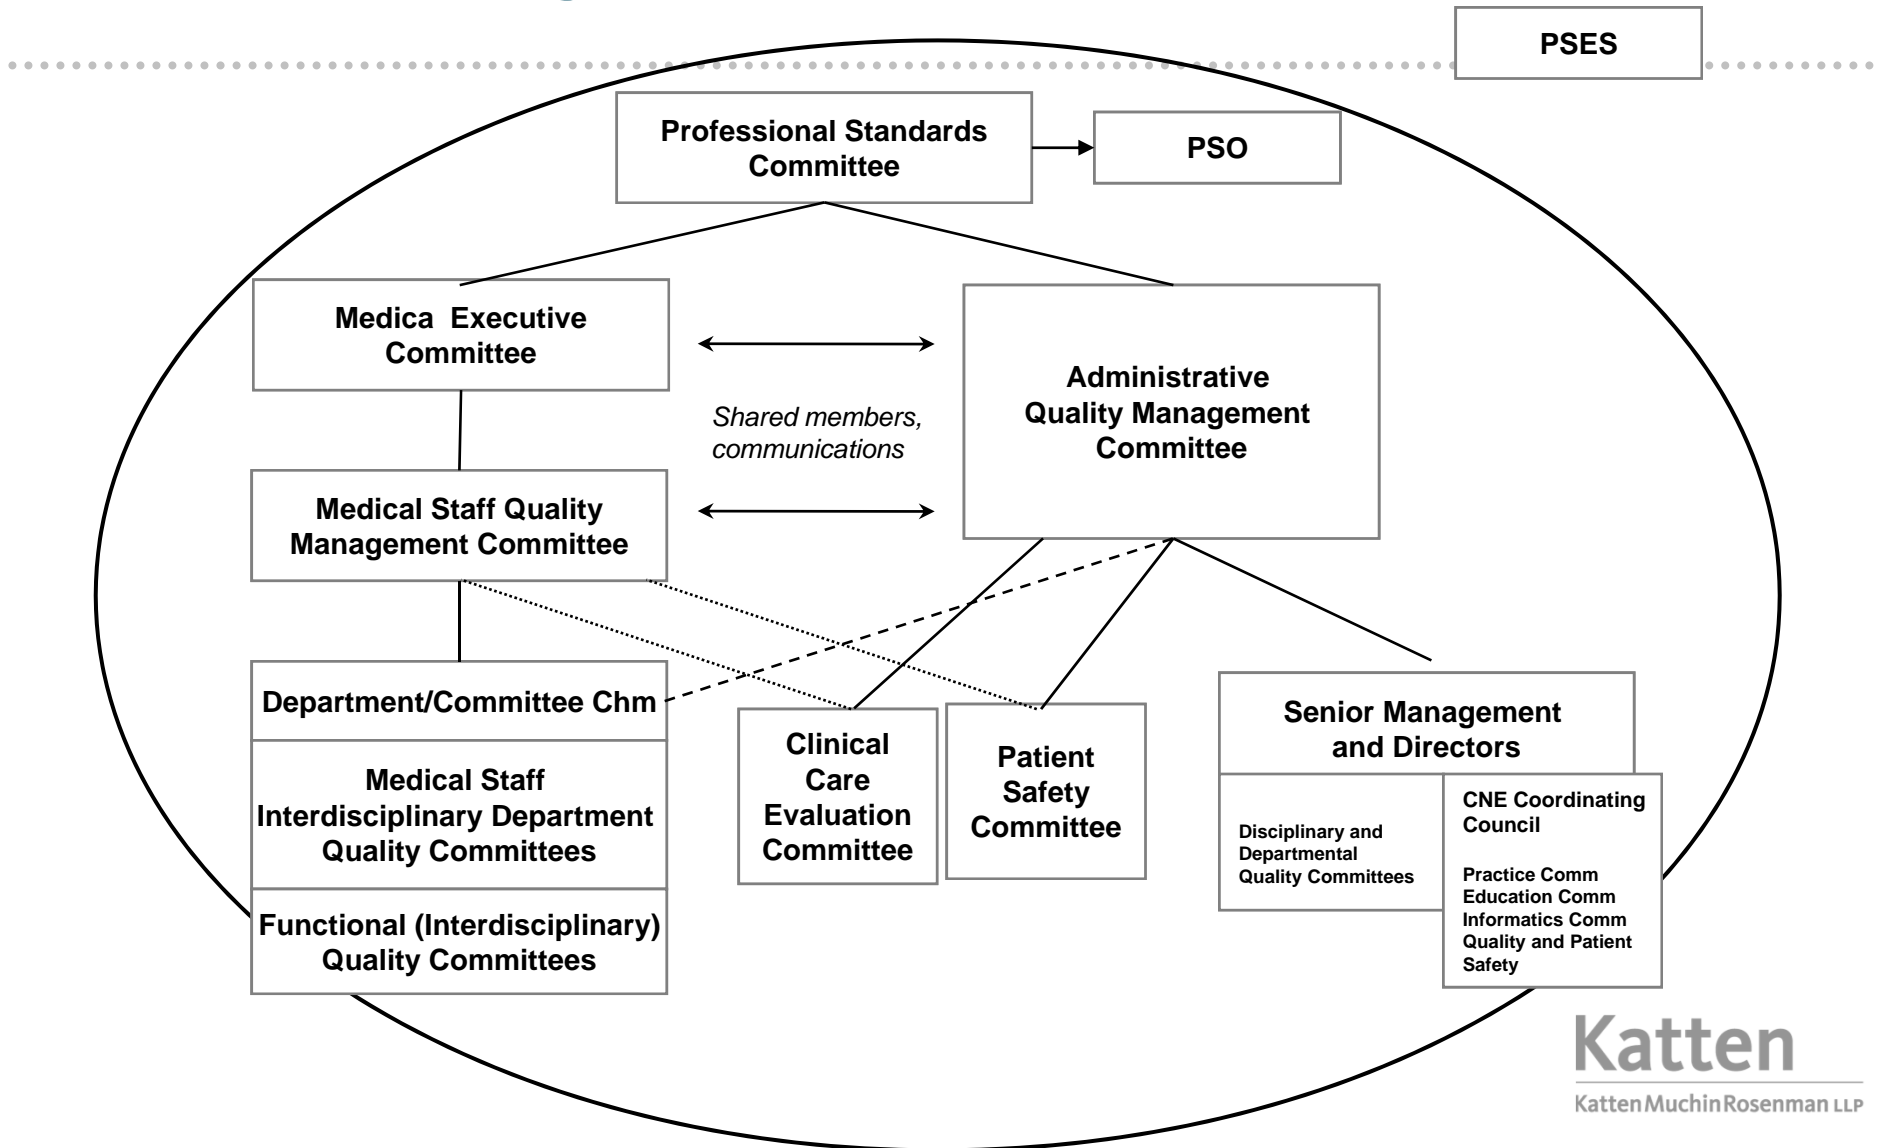 PSES
Professional Standards
Committee
PSO
Medica  Executive
Committee
Administrative
Quality Management
Committee
Shared members,
communications
Medical Staff Quality
Management Committee
Department/Committee Chm
Medical Staff
Interdisciplinary Department
Quality Committees
Functional (Interdisciplinary)
Quality Committees
Clinical
Care
Evaluation
Committee
Patient
Safety
Committee
Senior Management
and Directors
Disciplinary and
Departmental
Quality Committees
CNE Coordinating
Council
Practice Comm
Education Comm
Informatics Comm
Quality and Patient
Safety
Katten
KattenMuchinRosenman LLP